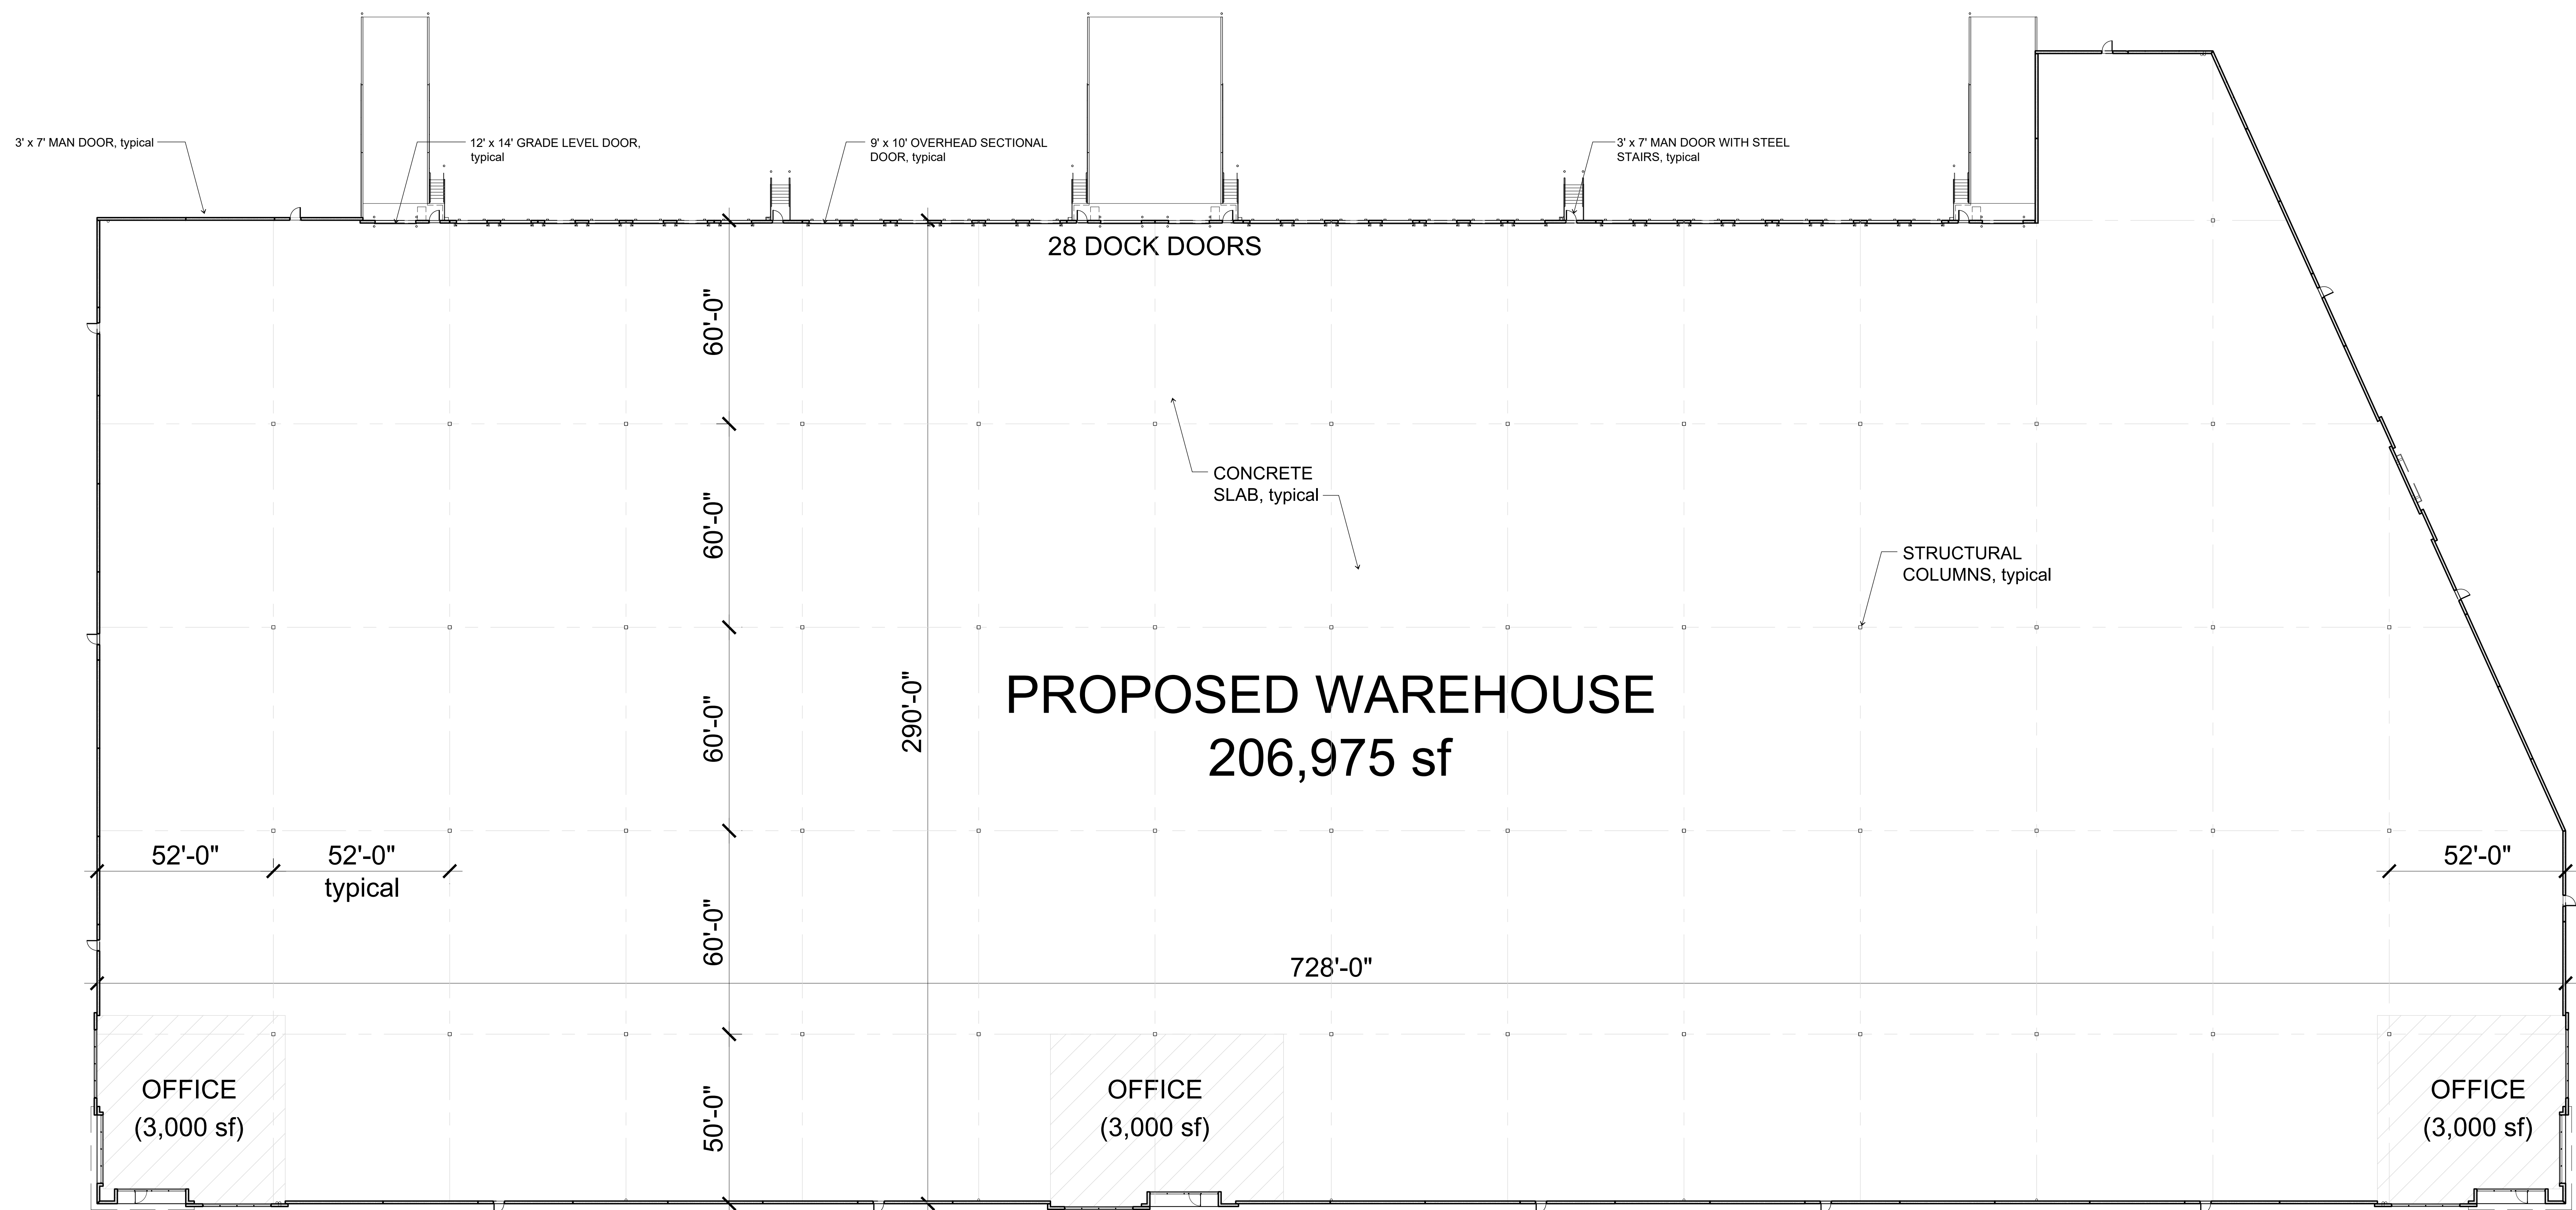 3' x 7' MAN DOOR, typical
12' x 14' GRADE LEVEL DOOR,
typical
9' x 10' OVERHEAD SECTIONAL
DOOR, typical
3' x 7' MAN DOOR WITH STEEL
STAIRS, typical
28 DOCK DOORS
60'-0"
CONCRETE
SLAB, typical
60'-0"
STRUCTURAL
COLUMNS, typical
60'-0"
290'-0"
PROPOSED WAREHOUSE
206,975 sf
52'-0"
52'-0"
typical
52'-0"
60'-0"
728'-0"
OFFICE
(3,000 sf)
50'-0"
OFFICE
(3,000 sf)
OFFICE
(3,000 sf)